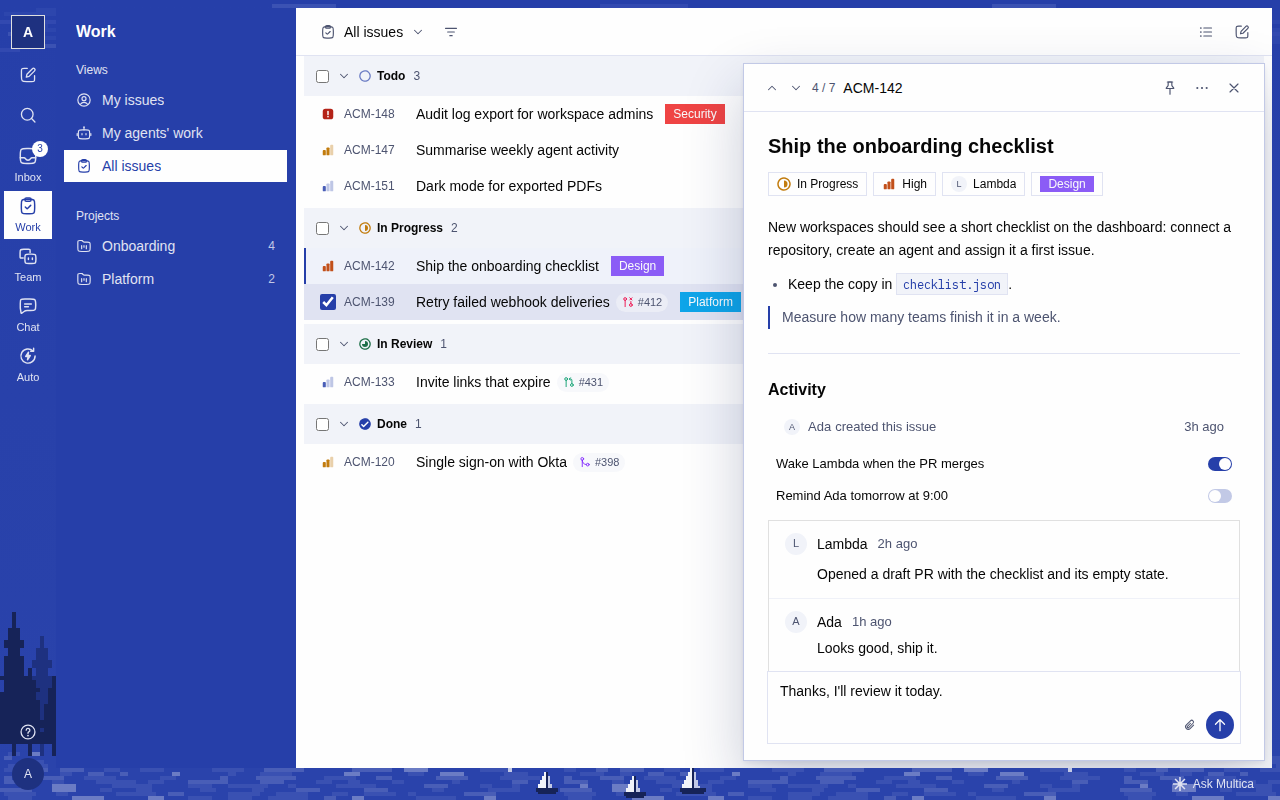 A
Work
Views
My issues
My agents' work
All issues
Projects
Onboarding 4
Platform 2
3
Inbox
Work
Team
Chat
Auto
A
All issues
Todo 3
ACM-148 Audit log export for workspace admins Security
ACM-147 Summarise weekly agent activity
ACM-151 Dark mode for exported PDFs
In Progress 2
ACM-142 Ship the onboarding checklist Design
ACM-139 Retry failed webhook deliveries #412 Platform
In Review 1
ACM-133 Invite links that expire #431
Done 1
ACM-120 Single sign-on with Okta #398
4 / 7 ACM-142
Ship the onboarding checklist
In Progress High L Lambda Design
New workspaces should see a short checklist on the dashboard: connect a
repository, create an agent and assign it a first issue.
• Keep the copy in checklist.json.
Measure how many teams finish it in a week.
Activity
A Ada created this issue 3h ago
Wake Lambda when the PR merges
Remind Ada tomorrow at 9:00
L Lambda 2h ago
Opened a draft PR with the checklist and its empty state.
A Ada 1h ago
Looks good, ship it.
Thanks, I'll review it today.
Ask Multica